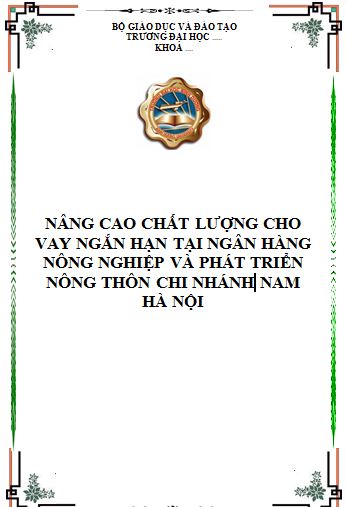 BỘ GIÁO DỤC VÀ ĐÀO TẠO
TRƯỜNG ĐẠI HỌC .....
KHOA ....
NÂNG CAO CHẤT LƯỢNG CHO
VAY NGẮN HẠN TẠI NGÂN HÀNG
NÔNG NGHIỆP VÀ PHÁT TRIỂN
NÔNG THÔN CHI NHÁNH NAM
HÀ NỘI